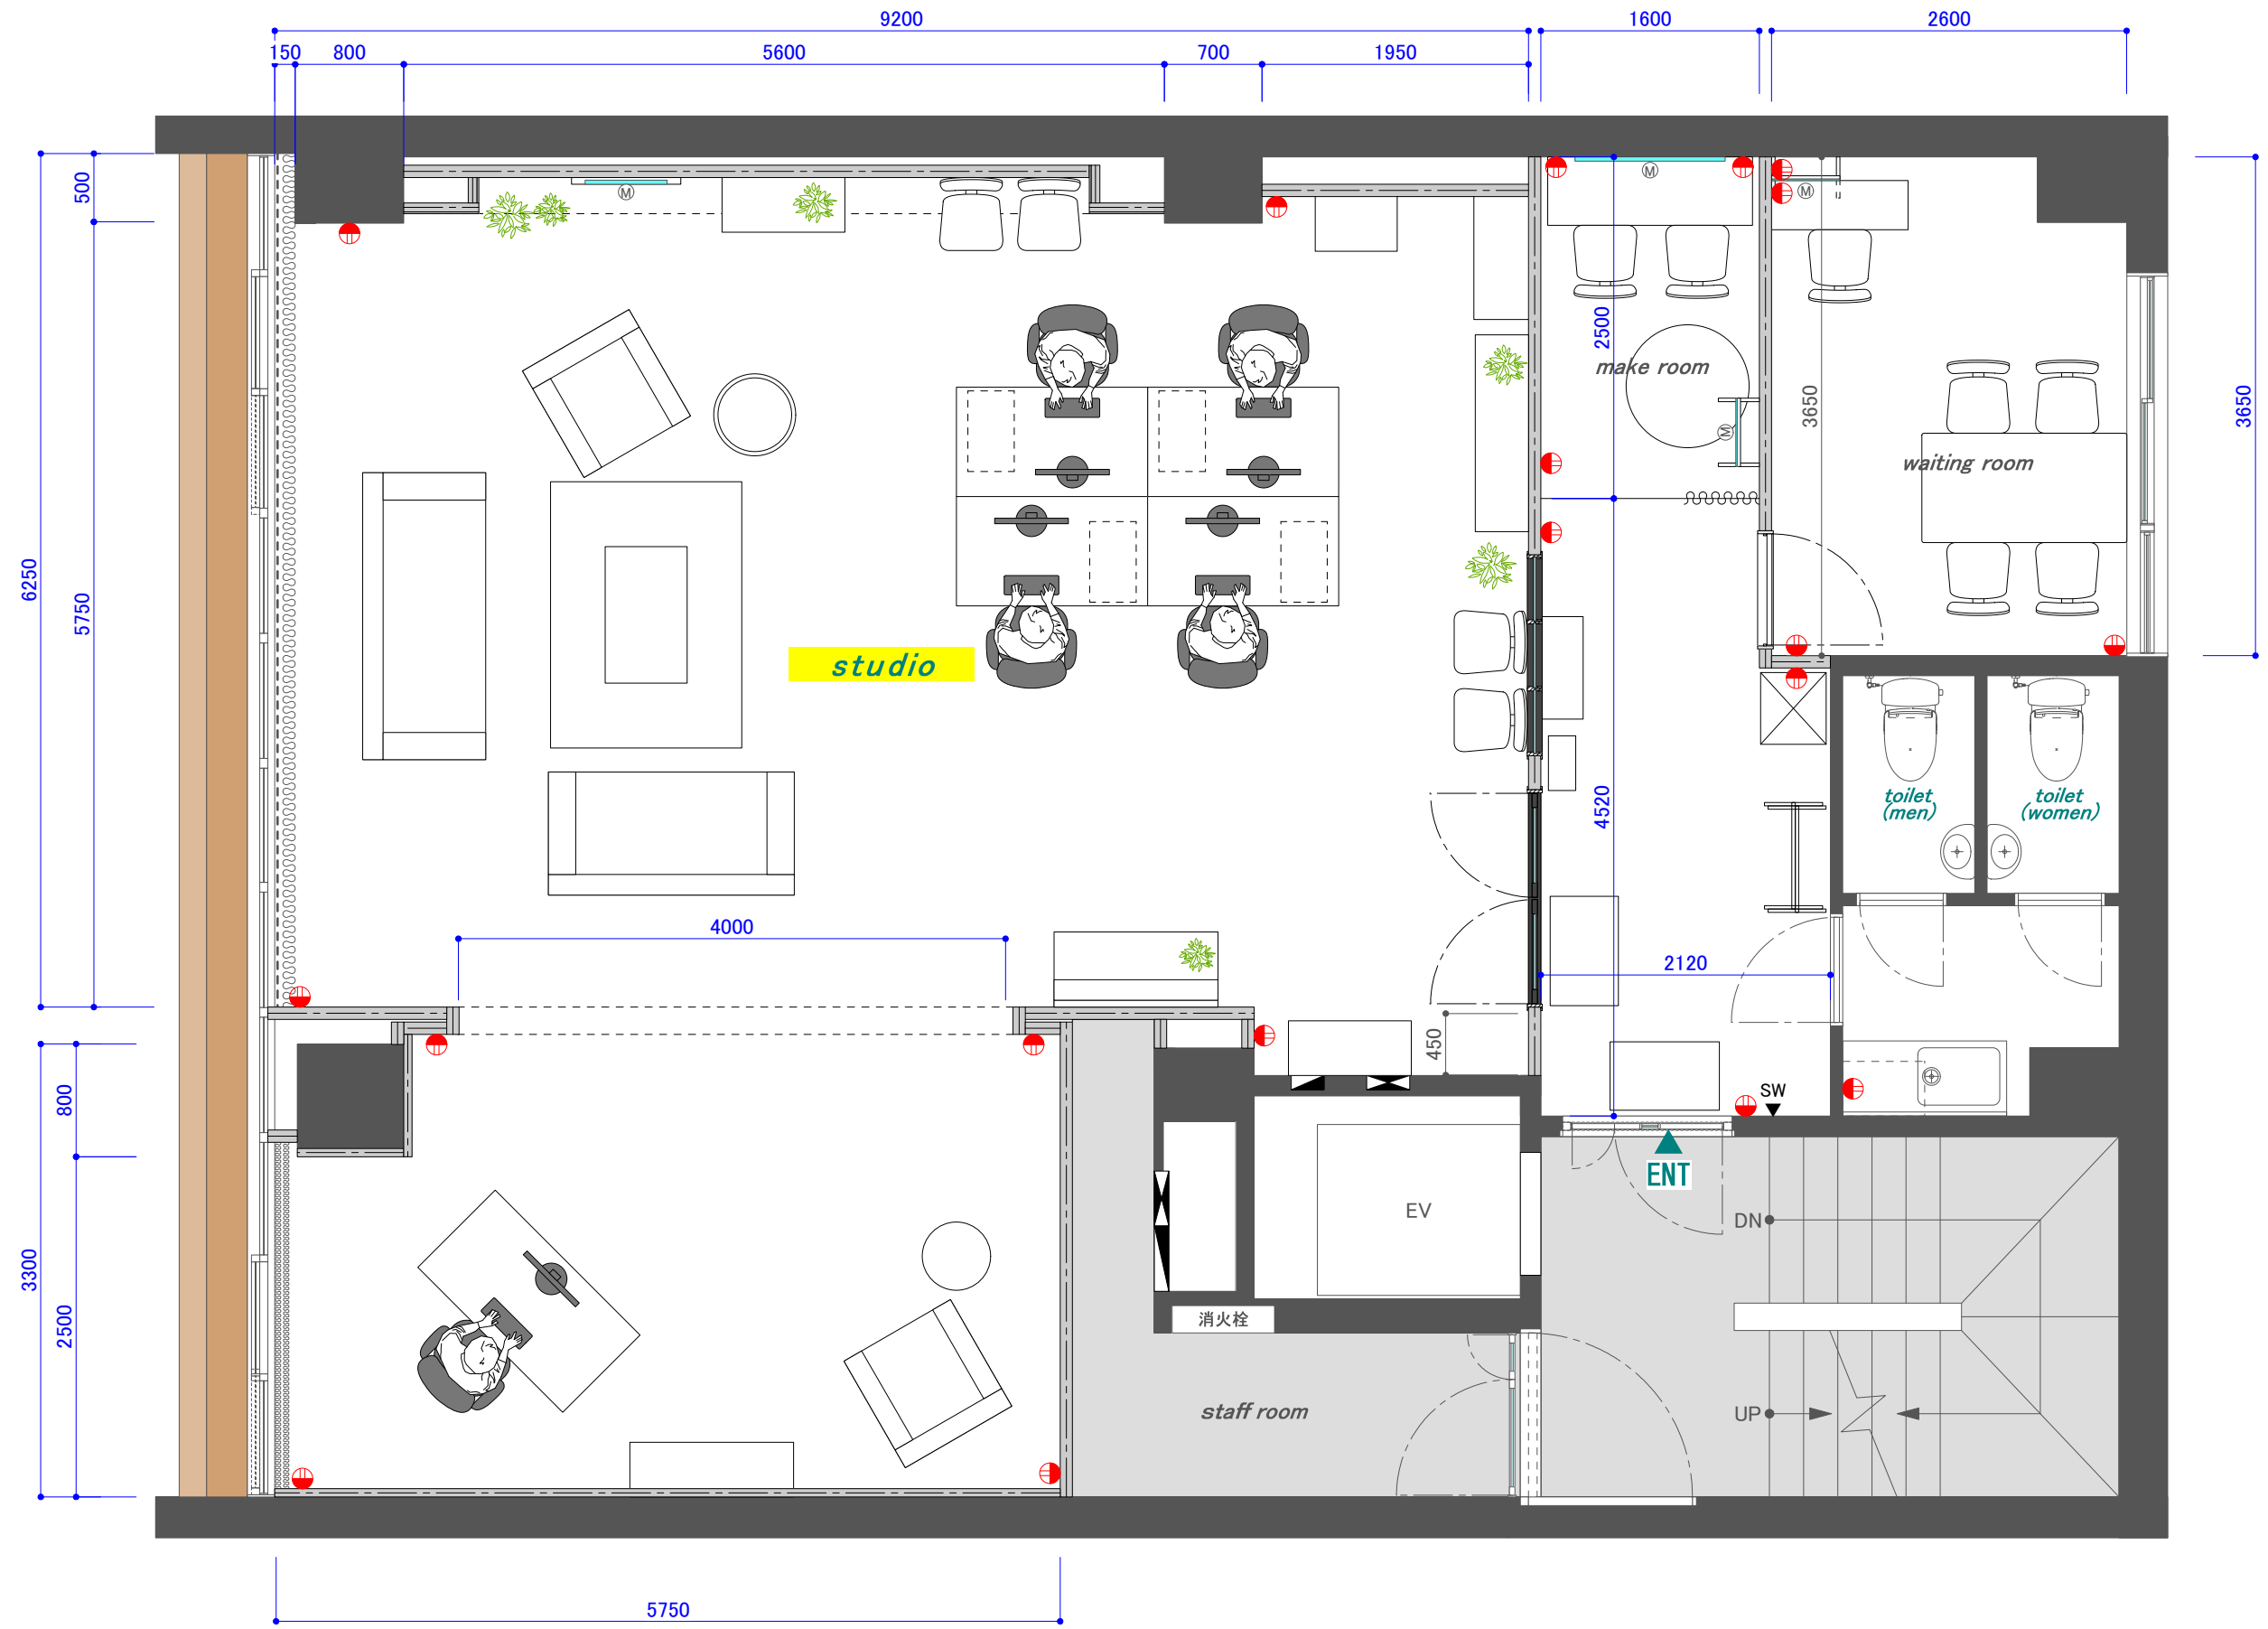 9200
1600
2600
150
800
5600
700
1950
500
M
M
M
2500
make room
3650
3650
M
waiting room
6250
5750
studio
4520
toilet
(men)
toilet
(women)
4000
2120
450
800
SW
ENT
EV
DN
3300
2500
消火栓
staff room
UP
5750